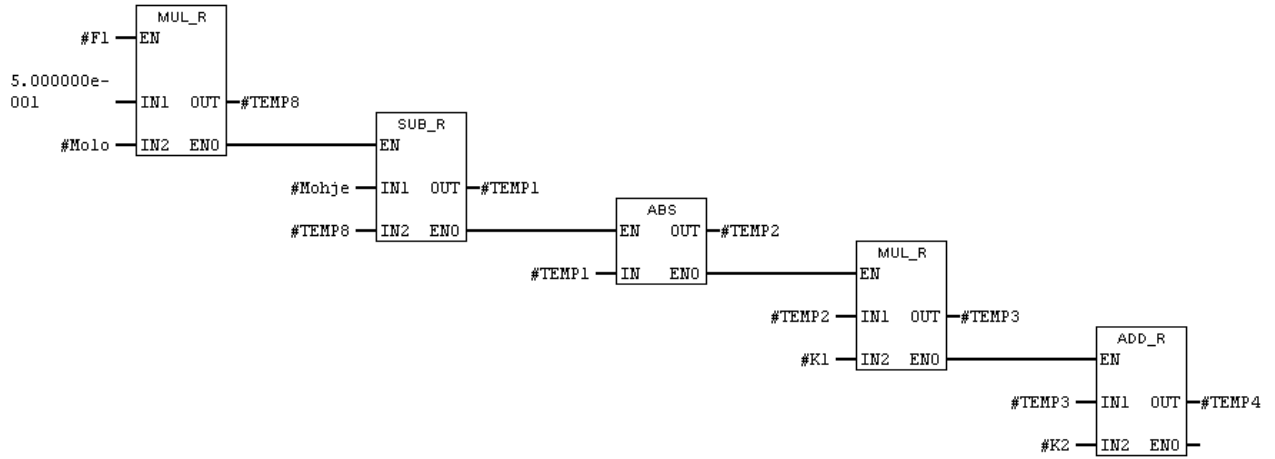 MUL_R
#F1 EN
5.000000e-
001 IN1 OUT #TEMP8
#Molo IN2 ENO
SUB_R
EN
#Mohje IN1 OUT #TEMP1
#TEMP8 IN2 ENO
ABS
EN OUT #TEMP2
#TEMP1 IN ENO
MUL_R
EN
#TEMP2 IN1 OUT #TEMP3
#K1 IN2 ENO
ADD_R
EN
#TEMP3 IN1 OUT #TEMP4
#K2 IN2 ENO